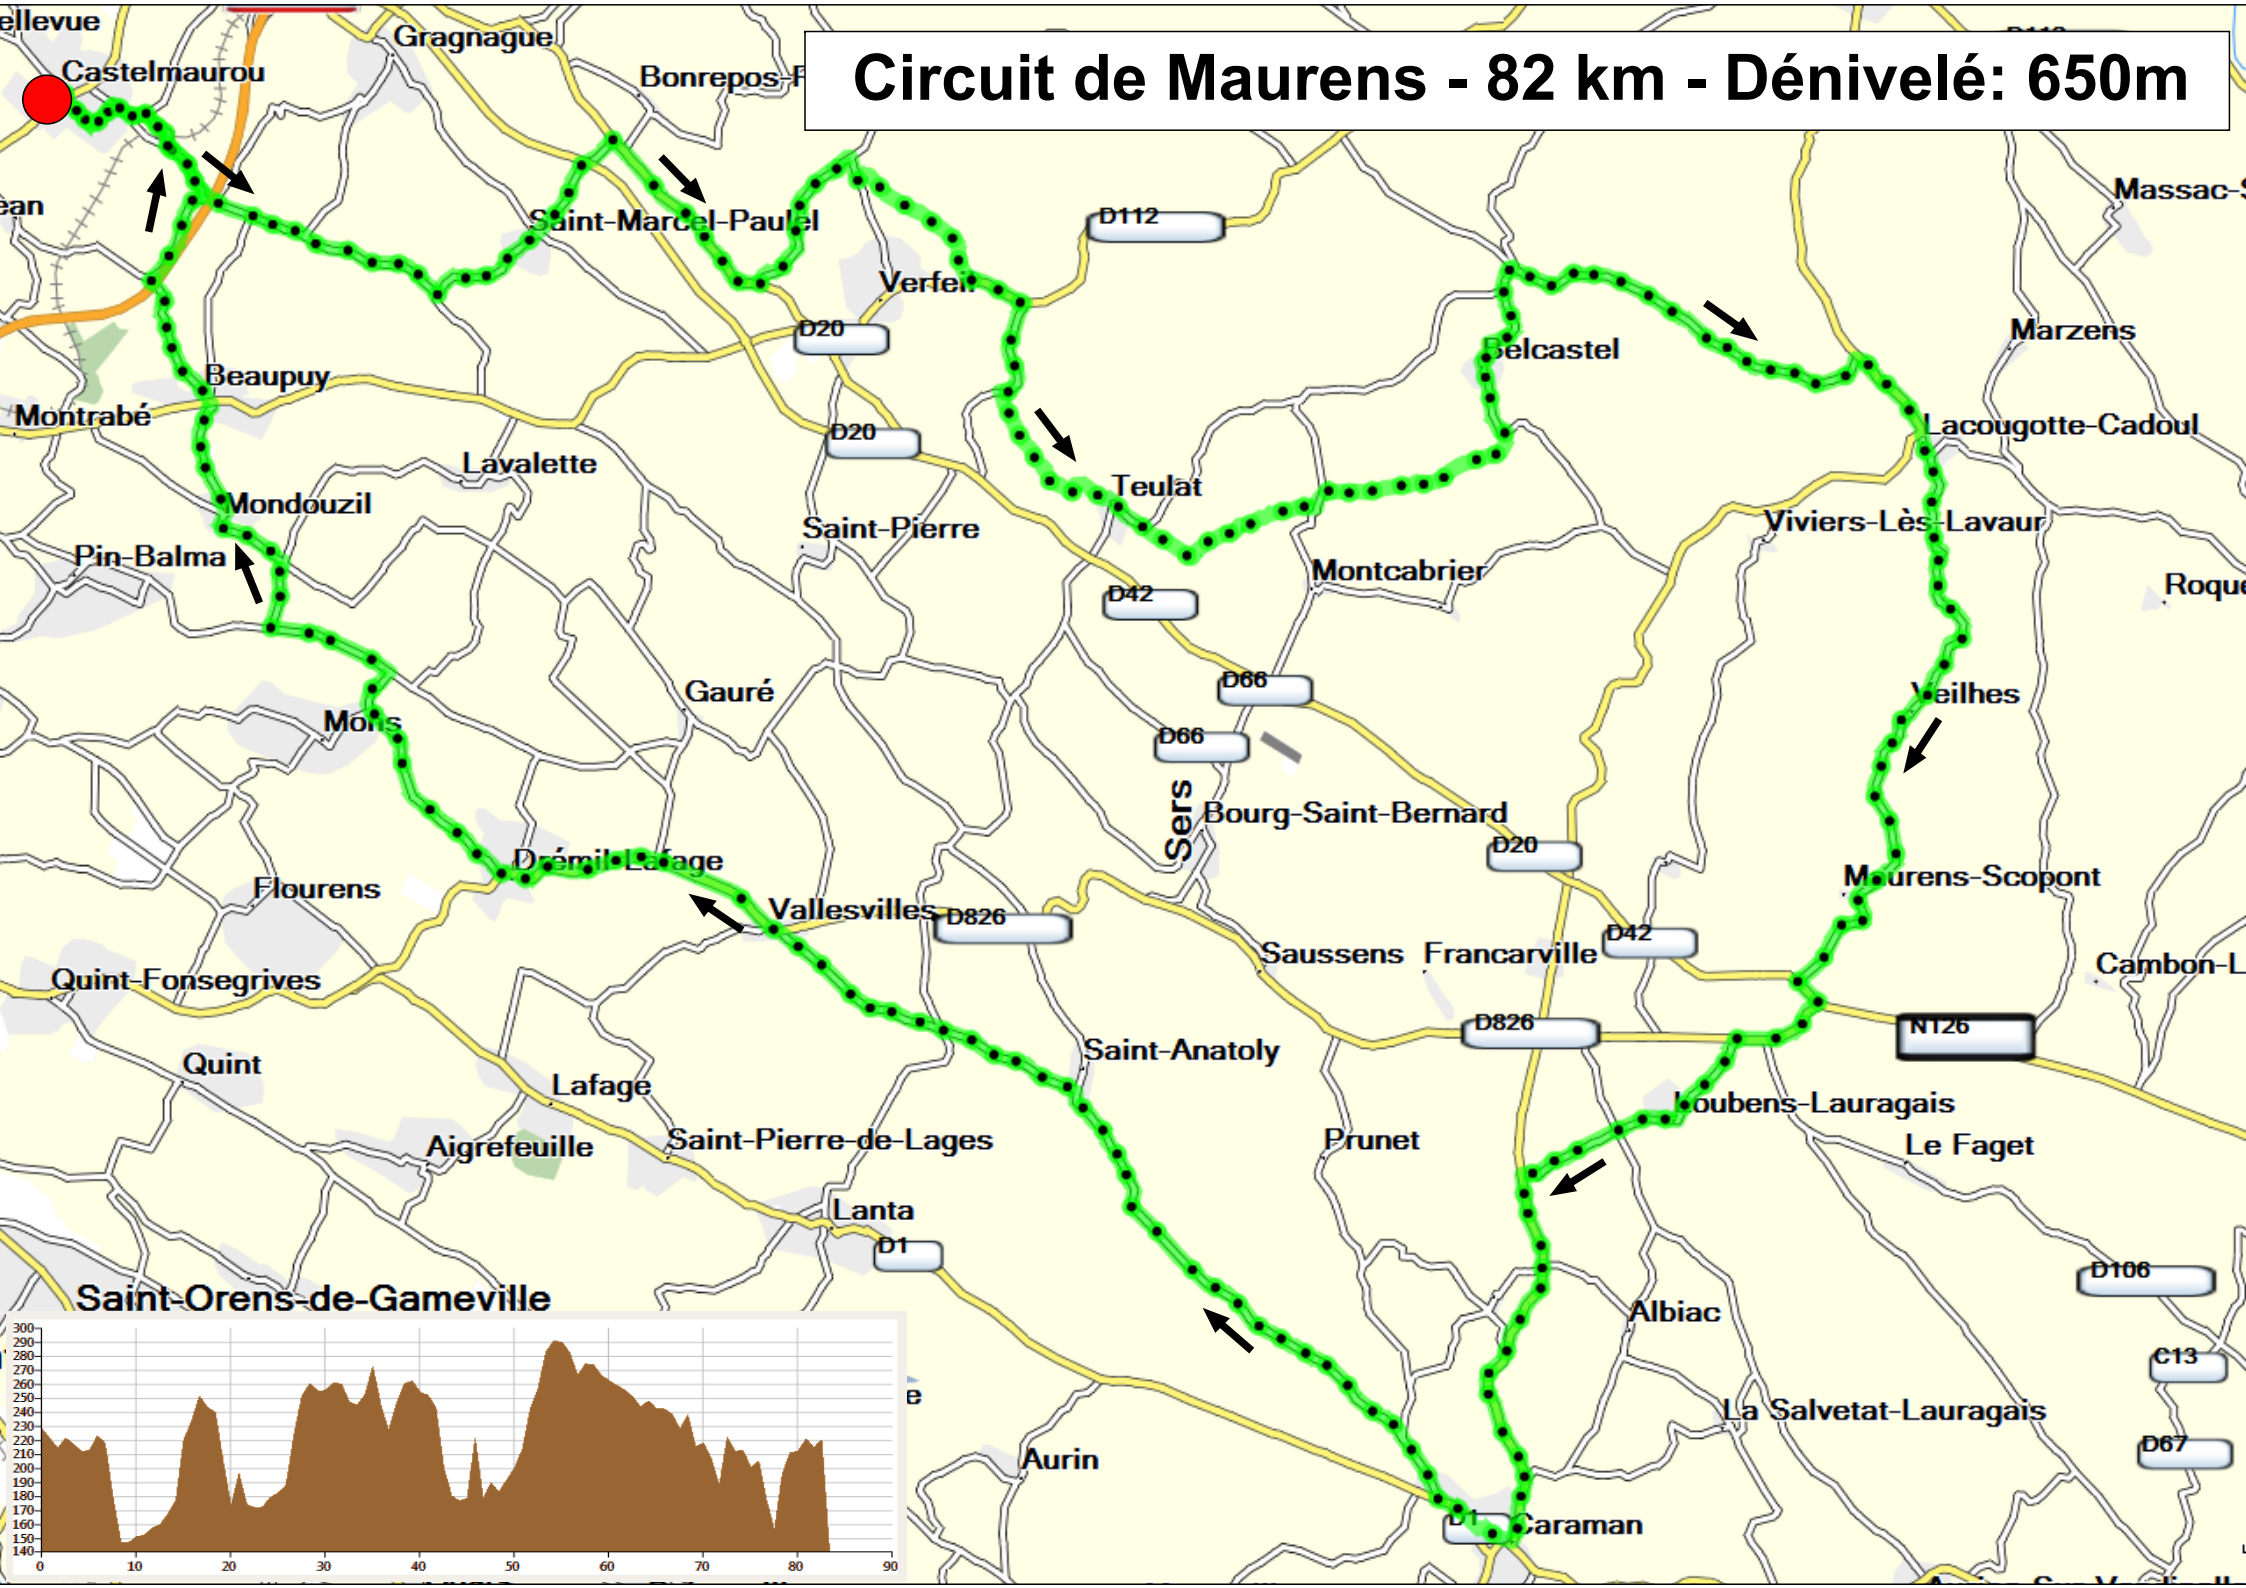 ellevue
Gragnague
Castelmaurou
Circuit de Maurens - 82 km - Dénivelé: 650m
Massac-
Saint-Marcel-Paulel
D112
Verfeil
D20
Marzens
Belcastel
Beaupuy
Montrabé
Lacougotte-Cadoul
D20
Lavalette
Teulat
Mondouzil
Saint-Pierre
Viviers-Lès-Lavaur
Pin-Balma
Montcabrier
D42
D66
Gauré
Veilhes
Mons
D66
Sers
Bourg-Saint-Bernard
D20
Drémil-Lafage
Maurens-Scopont
Flourens
Vallesvilles
D826
D42
Saussens
Francarville
Cambon-L
Quint-Fonsegrives
D826
N126
Saint-Anatoly
Quint
Lafage
Loubens-Lauragais
Aigrefeuille
Saint-Pierre-de-Lages
Prunet
Le Faget
Lanta
D1
D106
Saint-Orens-de-Gameville
Albiac
C13
La Salvetat-Lauragais
D67
Aurin
D1
Caraman
300
290
280
270
260
250
240
230
220
210
200
190
180
170
160
150
140
0 10 20 30 40 50 60 70 80 90